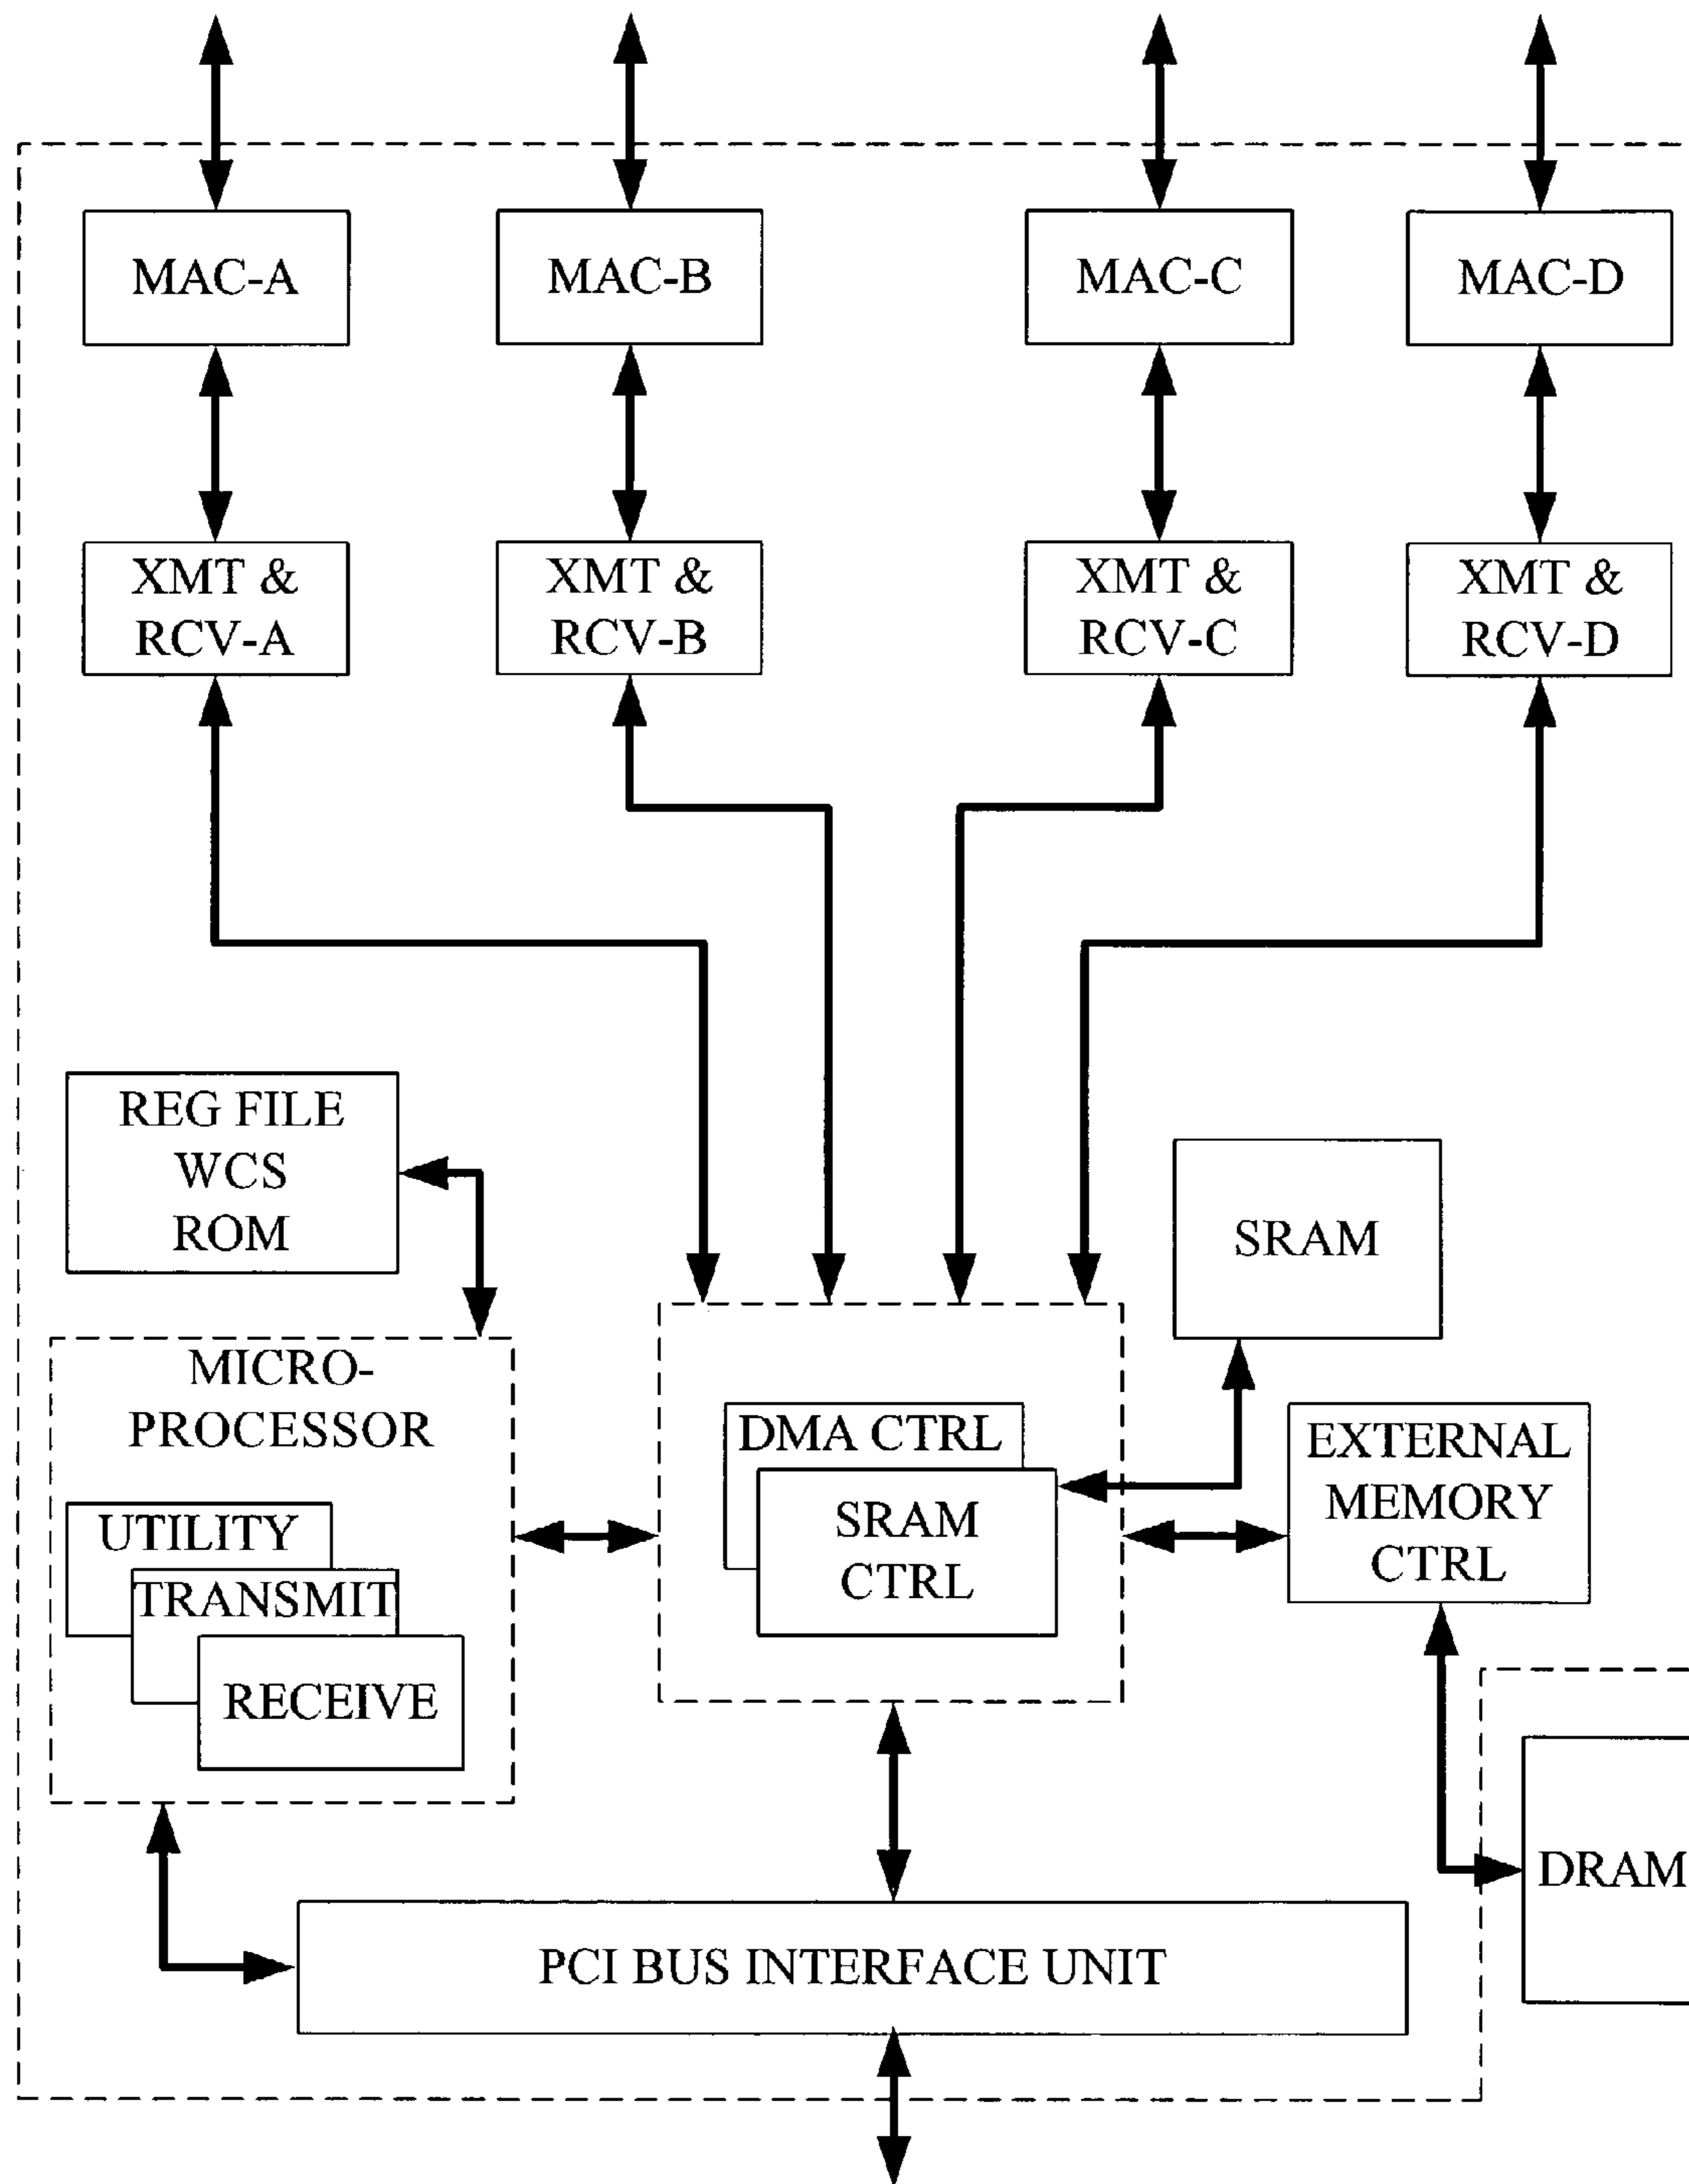 MAC-A
MAC-B
MAC-C
MAC-D
XMT &
RCV-A
XMT &
RCV-B
XMT &
RCV-C
XMT &
RCV-D
REG FILE
WCS
ROM
SRAM
MICRO-
PROCESSOR
UTILITY
TRANSMIT
RECEIVE
DMA CTRL
SRAM
CTRL
EXTERNAL
MEMORY
CTRL
DRAM
PCI BUS INTERFACE UNIT